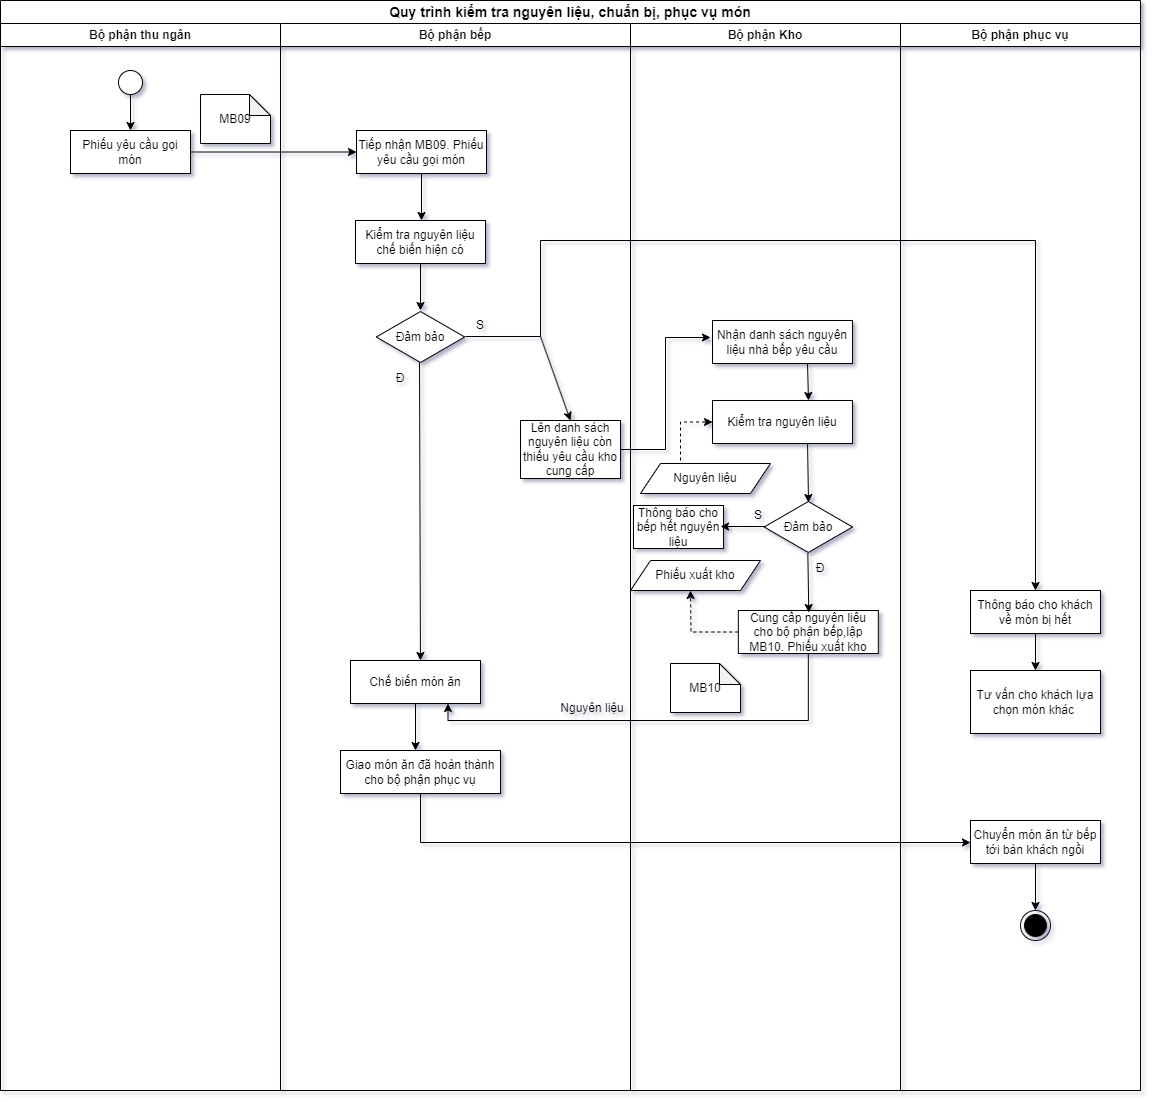 Quy trình kiểm tra nguyên liệu, chuẩn bị, phục vụ món
Bộ phận thu ngân
Bộ phận bếp
Bộ phận Kho
Bộ phận phục vụ
MB09
Phiếu yêu cầu gọi
món
Tiếp nhận MB09. Phiếu
yêu cầu gọi món
Kiểm tra nguyên liệu
chế biến hiện có
Đảm bảo
S
Đ
Nhận danh sách nguyên
liệu nhà bếp yêu cầu
Kiểm tra nguyên liệu
Lên danh sách
nguyên liệu còn
thiếu yêu cầu kho
cung cấp
Nguyên liệu
Thông báo cho
bếp hết nguyên
liệu
S
Đảm bảo
Đ
Phiếu xuất kho
Cung cấp nguyên liệu
cho bộ phận bếp,lập
MB10. Phiếu xuất kho
Thông báo cho khách
về món bị hết
Chế biến món ăn
MB10
Nguyên liệu
Tư vấn cho khách lựa
chọn món khác
Giao món ăn đã hoàn thành
cho bộ phận phục vụ
Chuyển món ăn từ bếp
tới bàn khách ngồi